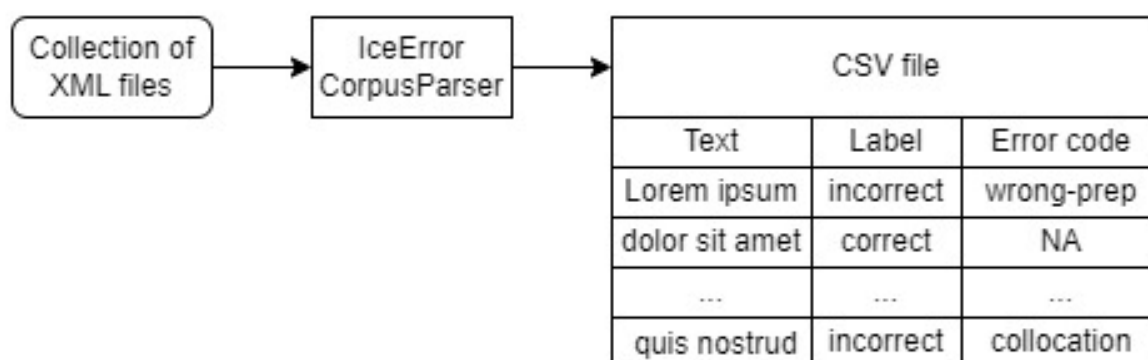 Collection of
XML files
IceError
CorpusParser
CSV file
Text Label Error code
Lorem ipsum incorrect wrong-prep
dolor sit amet correct NA
... ... ...
quis nostrud incorrect collocation